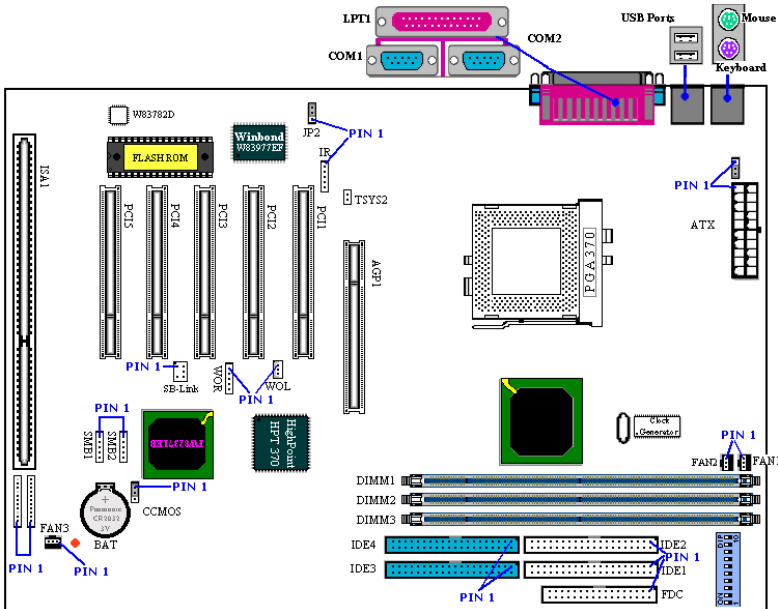 LPT1
COM1
COM2
USB Ports
Mouse
Keyboard
W83782D
FLASH ROM
Winbond
W83977EF
JP2
PIN 1
IR
TSYS2
ISA1
PCI5
PCI4
PCI3
PCI2
PCI1
AGP1
PGA370
PIN 1
ATX
PIN 1
SB-Link
WOR
PIN 1
WOL
PIN 1
SMB1
SMB2
HighPoint
HPT 370
Clock
Generator
PIN 1
FAN2
FAN1
PIN 1
CCMOS
Panasonic
CR2032
3V
BAT
FAN3
PIN 1
PIN 1
DIMM1
DIMM2
DIMM3
IDE4
IDE2
PIN 1
IDE3
IDE1
PIN 1
FDC